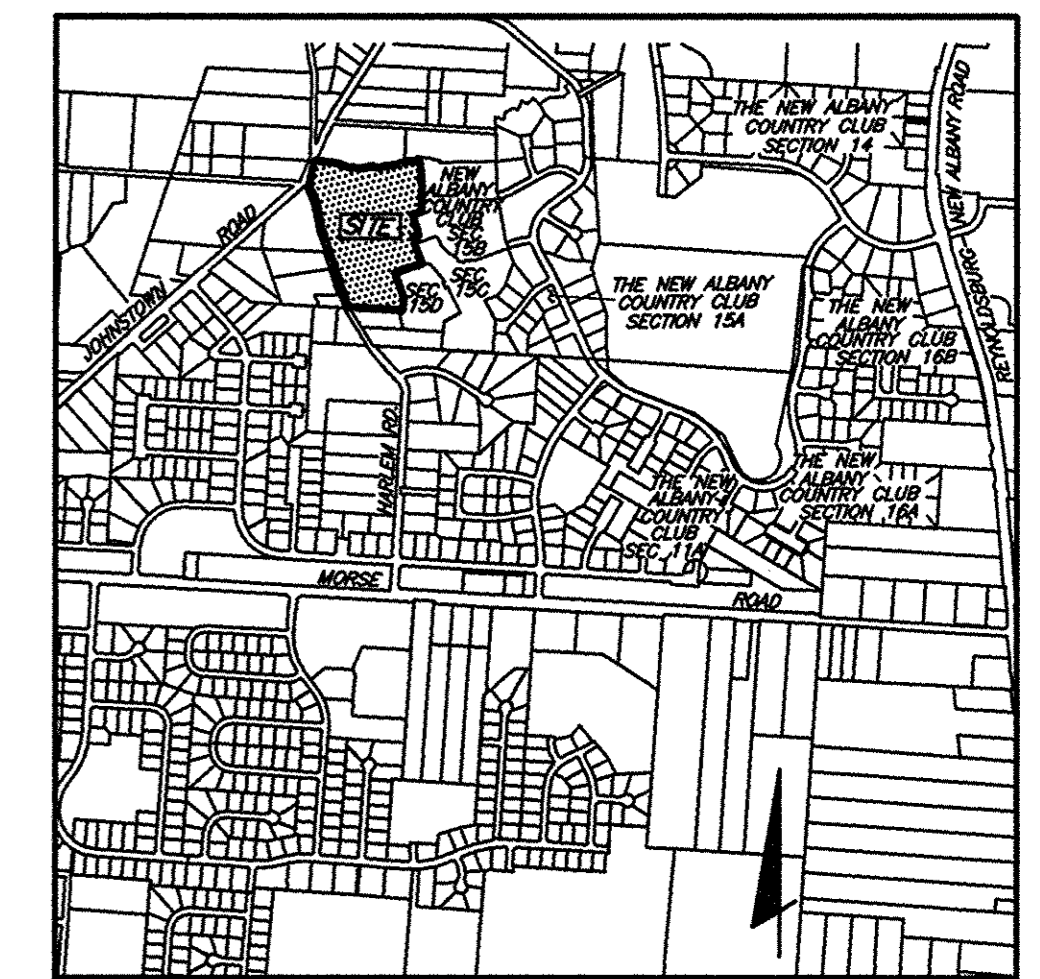 THE NEW ALBANY
COUNTRY CLUB
SECTION 14
REYNOLDSBURG - NEW ALBANY ROAD
NEW
ALBANY
COUNTRY
CLUB
SEC
15B
SITE
JOHNSTOWN ROAD
SEC
15C
SEC
15D
THE NEW ALBANY
COUNTRY CLUB
SECTION 15A
THE NEW
ALBANY
COUNTRY CLUB
SECTION 16B
HARLEM RD.
THE NEW
ALBANY
COUNTRY
CLUB
SEC 11A
THE NEW
ALBANY
COUNTRY CLUB
SECTION 16A
MORSE ROAD